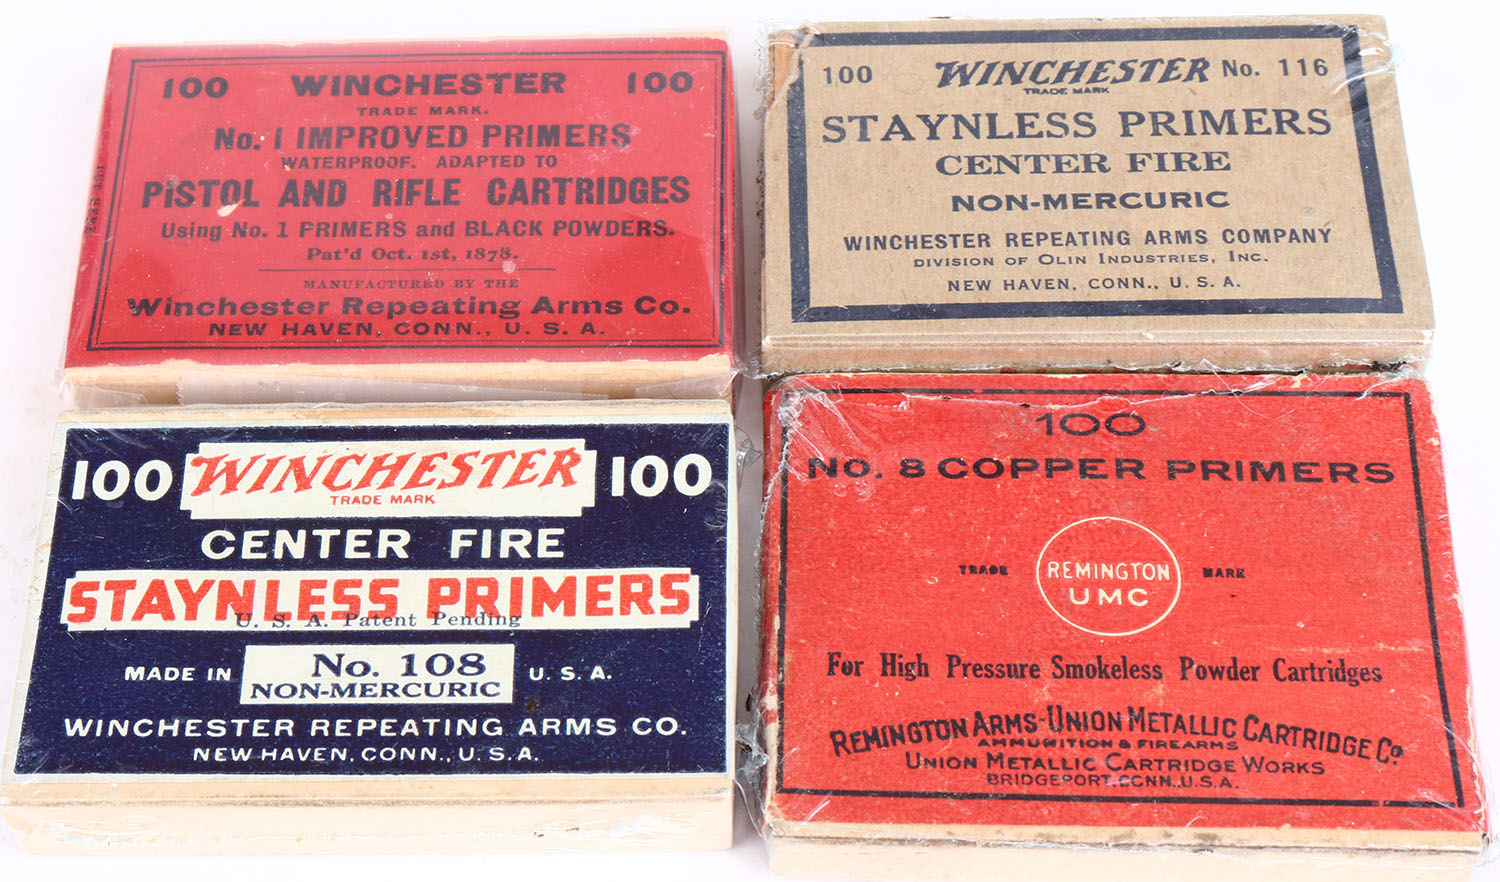 100 WINCHESTER 100
TRADE MARK.
No. 1 IMPROVED PRIMERS
WATERPROOF. ADAPTED TO
PISTOL AND RIFLE CARTRIDGES
Using No. 1 PRIMERS and BLACK POWDERS.
Pat'd Oct. 1st, 1878.
MANUFACTURED BY THE
Winchester Repeating Arms Co.
NEW HAVEN, CONN., U. S. A.
100 WINCHESTER No. 116
TRADE MARK
STAYNLESS PRIMERS
CENTER FIRE
NON-MERCURIC
WINCHESTER REPEATING ARMS COMPANY
DIVISION OF OLIN INDUSTRIES, INC.
NEW HAVEN, CONN., U. S. A.
100 WINCHESTER 100
TRADE MARK
CENTER FIRE
STAYNLESS PRIMERS
U. S. A. Patent Pending
MADE IN No. 108 U. S. A.
NON-MERCURIC
WINCHESTER REPEATING ARMS CO.
NEW HAVEN, CONN., U. S. A.
100
NO. 8 COPPER PRIMERS
TRADE REMINGTON MARK
UMC
For High Pressure Smokeless Powder Cartridges
REMINGTON ARMS-UNION METALLIC CARTRIDGE Co.
AMMUNITION & FIREARMS
UNION METALLIC CARTRIDGE WORKS
BRIDGEPORT, CONN., U.S.A.